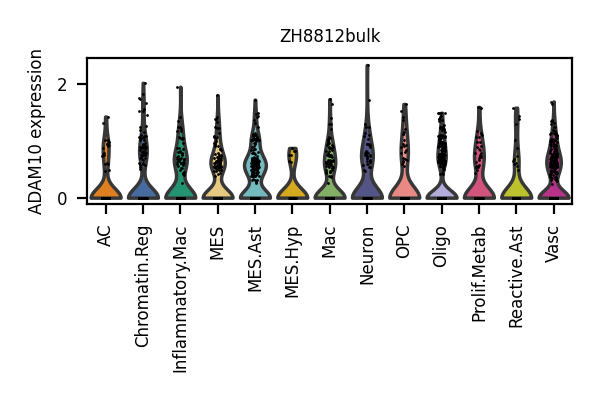 ZH8812bulk
ADAM10 expression
2
0
AC
Chromatin.Reg
Inflammatory.Mac
MES
MES.Ast
MES.Hyp
Mac
Neuron
OPC
Oligo
Prolif.Metab
Reactive.Ast
Vasc